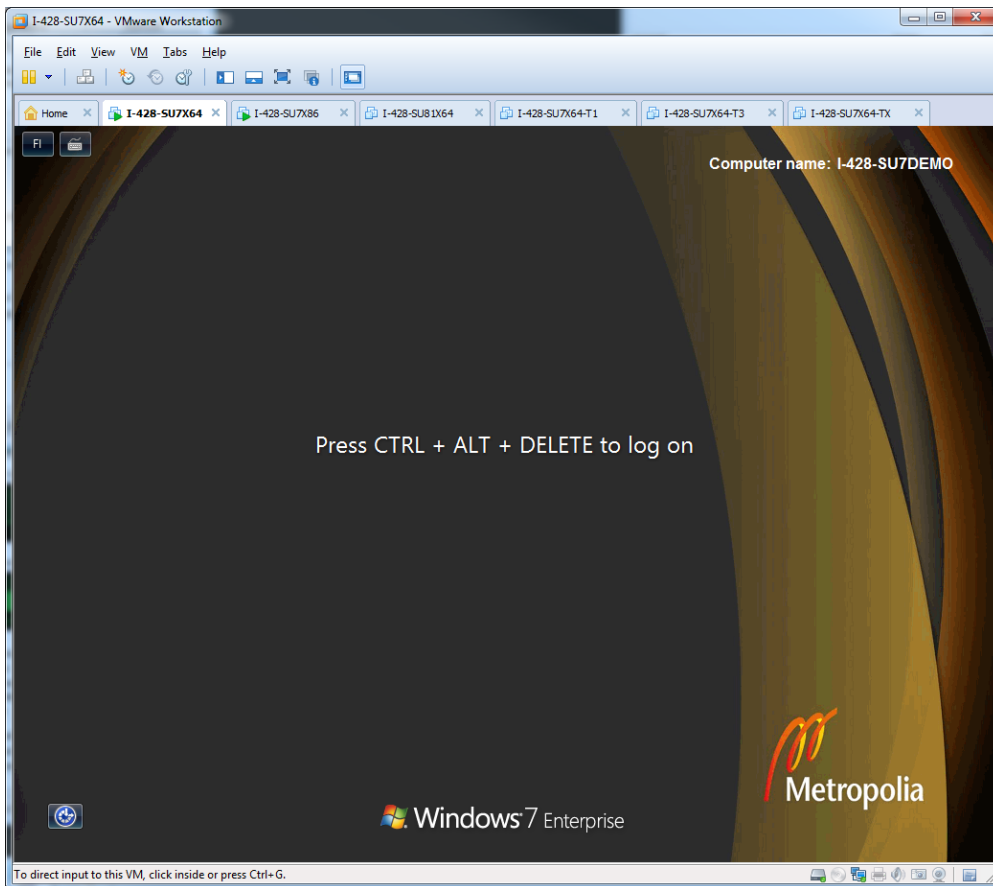 I-428-SU7X64 - VMware Workstation
File Edit View VM Tabs Help
Home I-428-SU7X64 I-428-SU7X86 I-428-SU81X64 I-428-SU7X64-T1 I-428-SU7X64-T3 I-428-SU7X64-TX
FI
Computer name: I-428-SU7DEMO
Press CTRL + ALT + DELETE to log on
Metropolia
Windows 7 Enterprise
To direct input to this VM, click inside or press Ctrl+G.